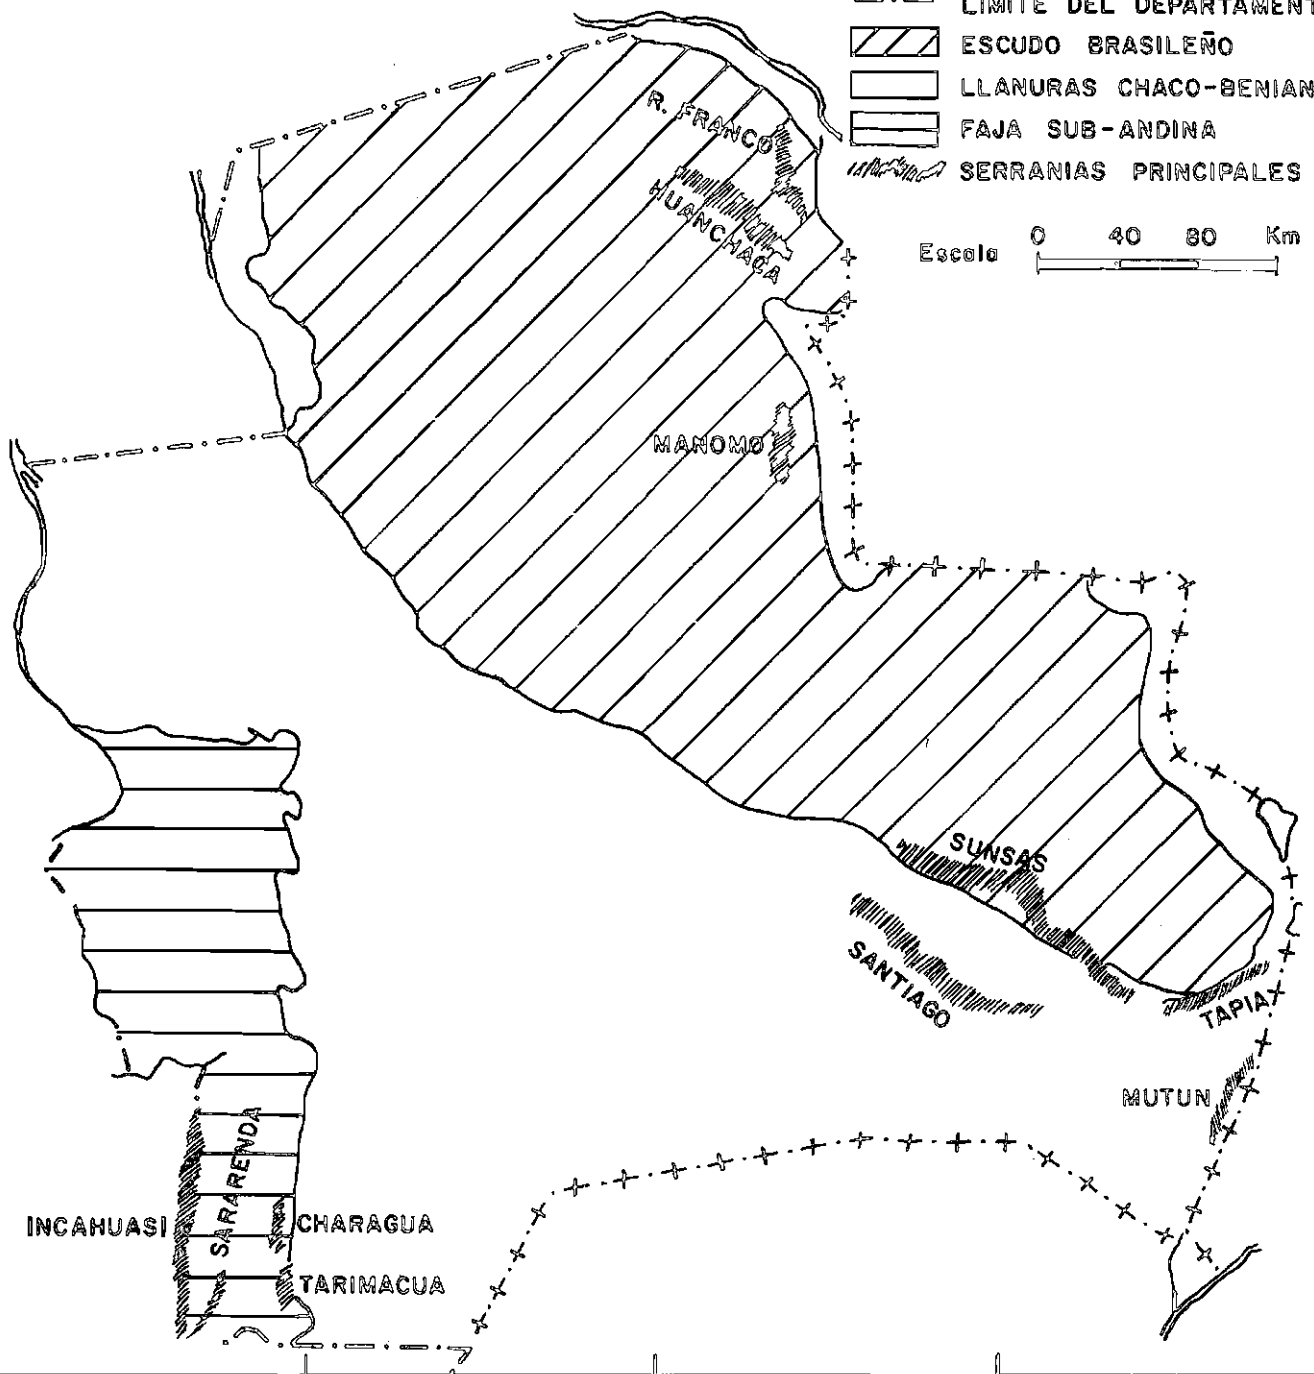 LIMITE DEL DEPARTAMENT
ESCUDO BRASILEÑO
LLANURAS CHACO-BENIAN
FAJA SUB-ANDINA
SERRANIAS PRINCIPALES
Escala 0 40 80 Km
R. FRANCO
HUANCHACA
MANOMO
SUNSAS
SANTIAGO
TAPIA
MUTUN
SARARENDA
INCAHUASI
CHARAGUA
TARIMACUA